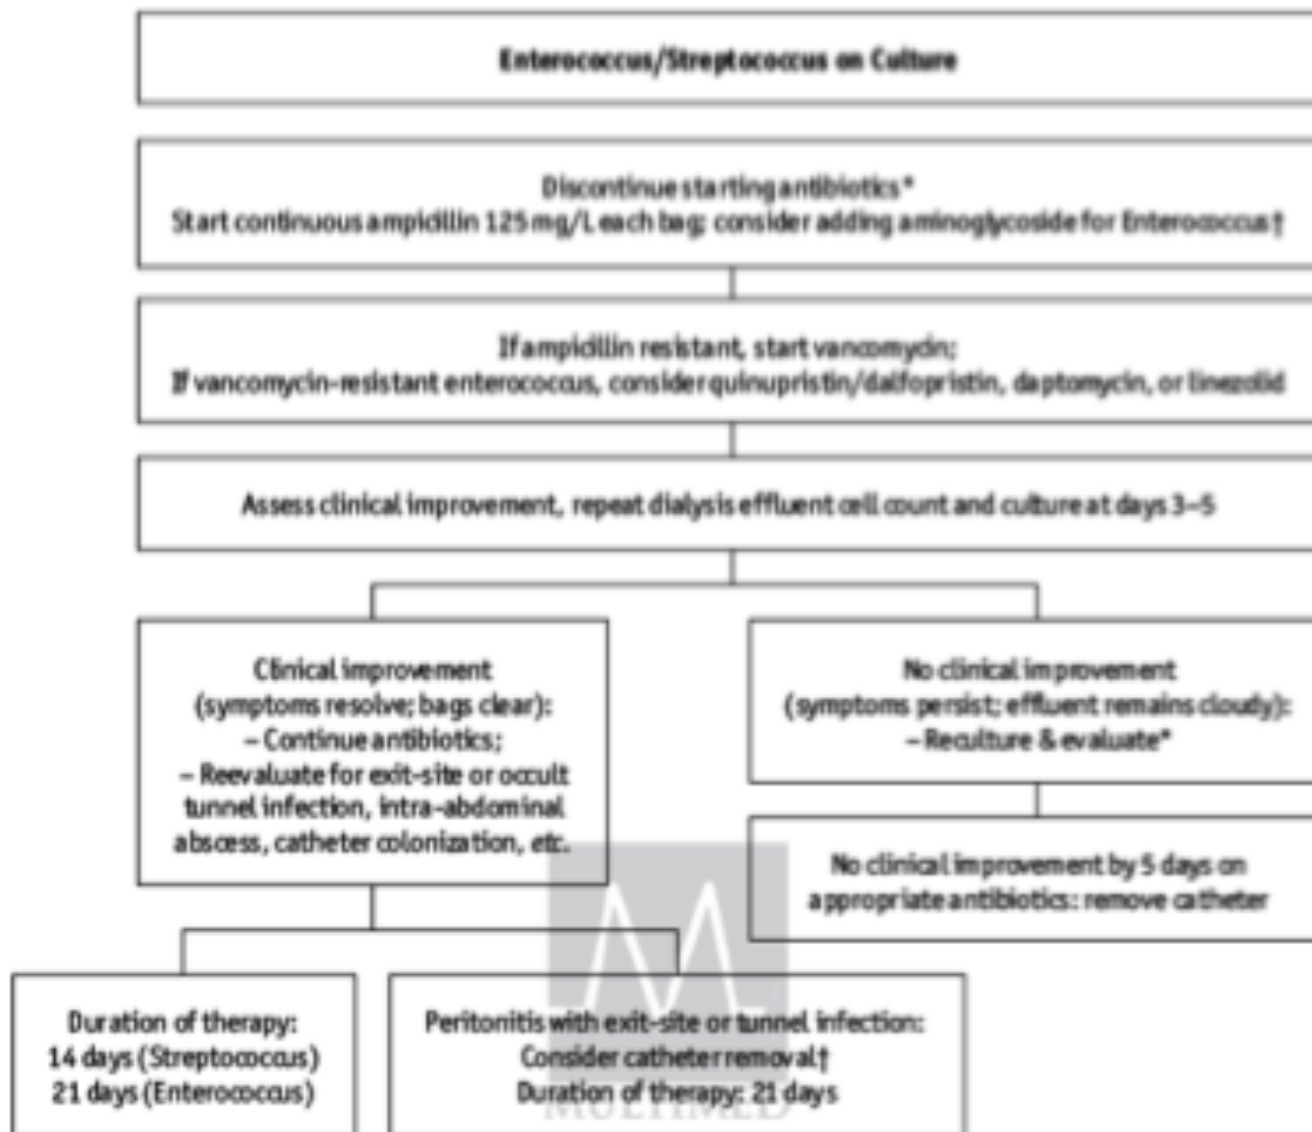 Enterococcus/Streptococcus on Culture
Discontinue starting antibiotics*
Start continuous ampicillin 125 mg/L each bag; consider adding aminoglycoside for Enterococcus†
If ampicillin resistant, start vancomycin;
If vancomycin-resistant enterococcus, consider quinupristin/dalfopristin, daptomycin, or linezolid
Assess clinical improvement, repeat dialysis effluent cell count and culture at days 3–5
Clinical improvement
(symptoms resolve; bags clear):
– Continue antibiotics;
– Reevaluate for exit-site or occult
tunnel infection, intra-abdominal
abscess, catheter colonization, etc.
No clinical improvement
(symptoms persist; effluent remains cloudy):
– Reculture & evaluate*
No clinical improvement by 5 days on
appropriate antibiotics: remove catheter
Duration of therapy:
14 days (Streptococcus)
21 days (Enterococcus)
Peritonitis with exit-site or tunnel infection:
Consider catheter removal†
Duration of therapy: 21 days
MULTIMED